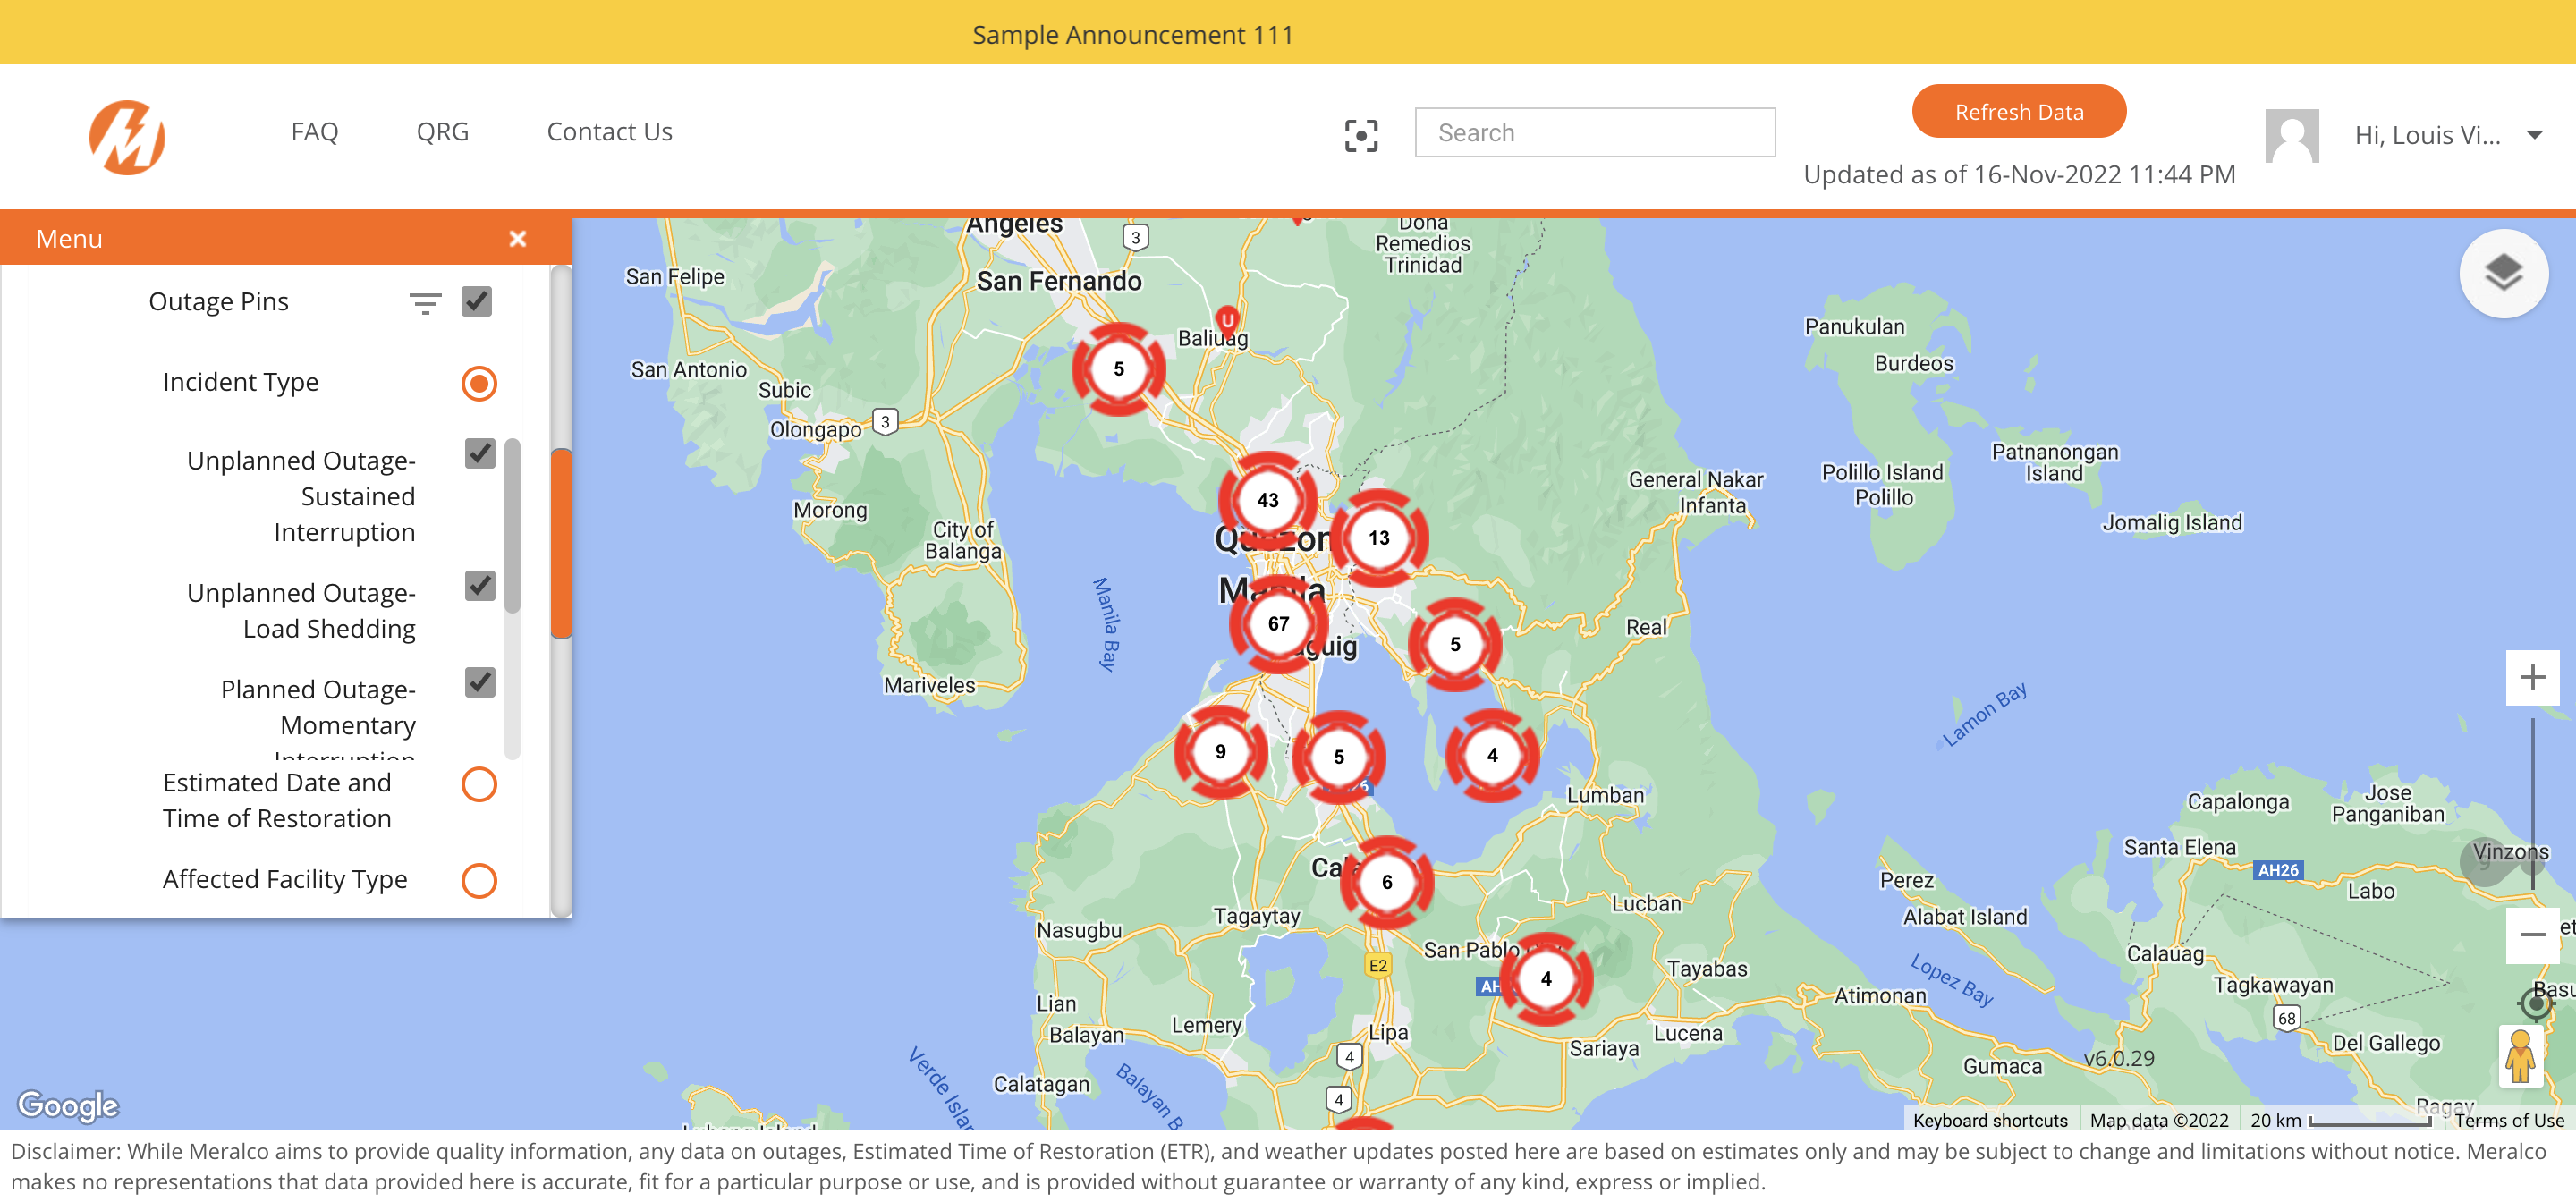 Sample Announcement 111
FAQ
QRG
Contact Us
Search
Refresh Data
Updated as of 16-Nov-2022 11:44 PM
Hi, Louis Vi...
Menu
Outage Pins
Incident Type
Unplanned Outage-
Sustained
Interruption
Unplanned Outage-
Load Shedding
Planned Outage-
Momentary
Interruption
Estimated Date and
Time of Restoration
Affected Facility Type
Angeles
3
Dona
Remedios
Trinidad
San Felipe
San Fernando
U
Baliuag
5
San Antonio
Subic
3
Olongapo
Panukulan
Burdeos
Patnanongan
Island
Polillo Island
Polillo
Jomalig Island
General Nakar
Infanta
43
13
Morong
City of
Balanga
Manila Bay
67
5
Real
Mariveles
Lamon Bay
9
5
4
Lumban
Capalonga
Jose
Panganiban
Santa Elena
Vinzons
9
AH26
Labo
6
Perez
Alabat Island
Lucban
Tagaytay
Nasugbu
San Pablo
E2
4
Tayabas
Calauag
Lopez Bay
Tagkawayan
Atimonan
68
Lian
Balayan
Lemery
Lipa
Lucena
Sariaya
4
Del Gallego
v6.0.29
Gumaca
Calatagan
4
Ragay
Google
Keyboard shortcuts
Map data ©2022
20 km
Terms of Use
Disclaimer: While Meralco aims to provide quality information, any data on outages, Estimated Time of Restoration (ETR), and weather updates posted here are based on estimates only and may be subject to change and limitations without notice. Meralco
makes no representations that data provided here is accurate, fit for a particular purpose or use, and is provided without guarantee or warranty of any kind, express or implied.